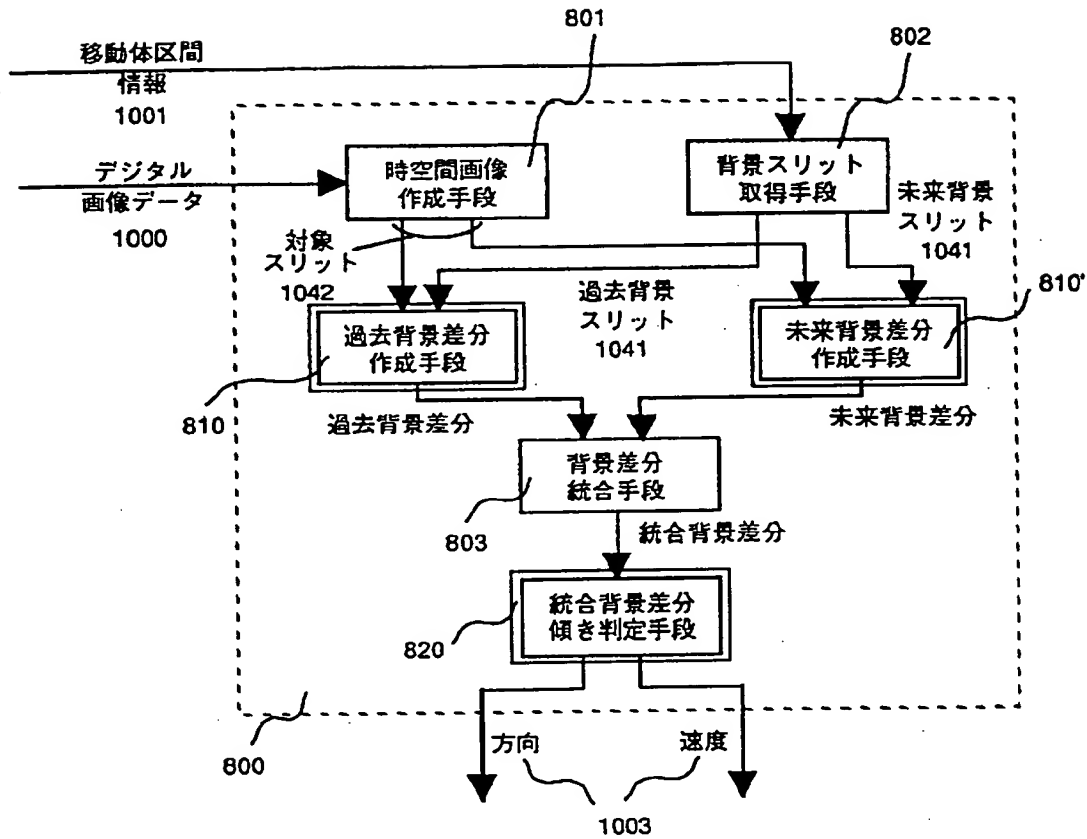 801
802
移動体区間
情報
1001
デジタル
画像データ
1000
時空間画像
作成手段
背景スリット
取得手段
未来背景
スリット
1041
対象
スリット
1042
過去背景
スリット
1041
810'
過去背景差分
作成手段
未来背景差分
作成手段
810
過去背景差分
未来背景差分
背景差分
統合手段
803
統合背景差分
統合背景差分
傾き判定手段
820
800
方向
速度
1003